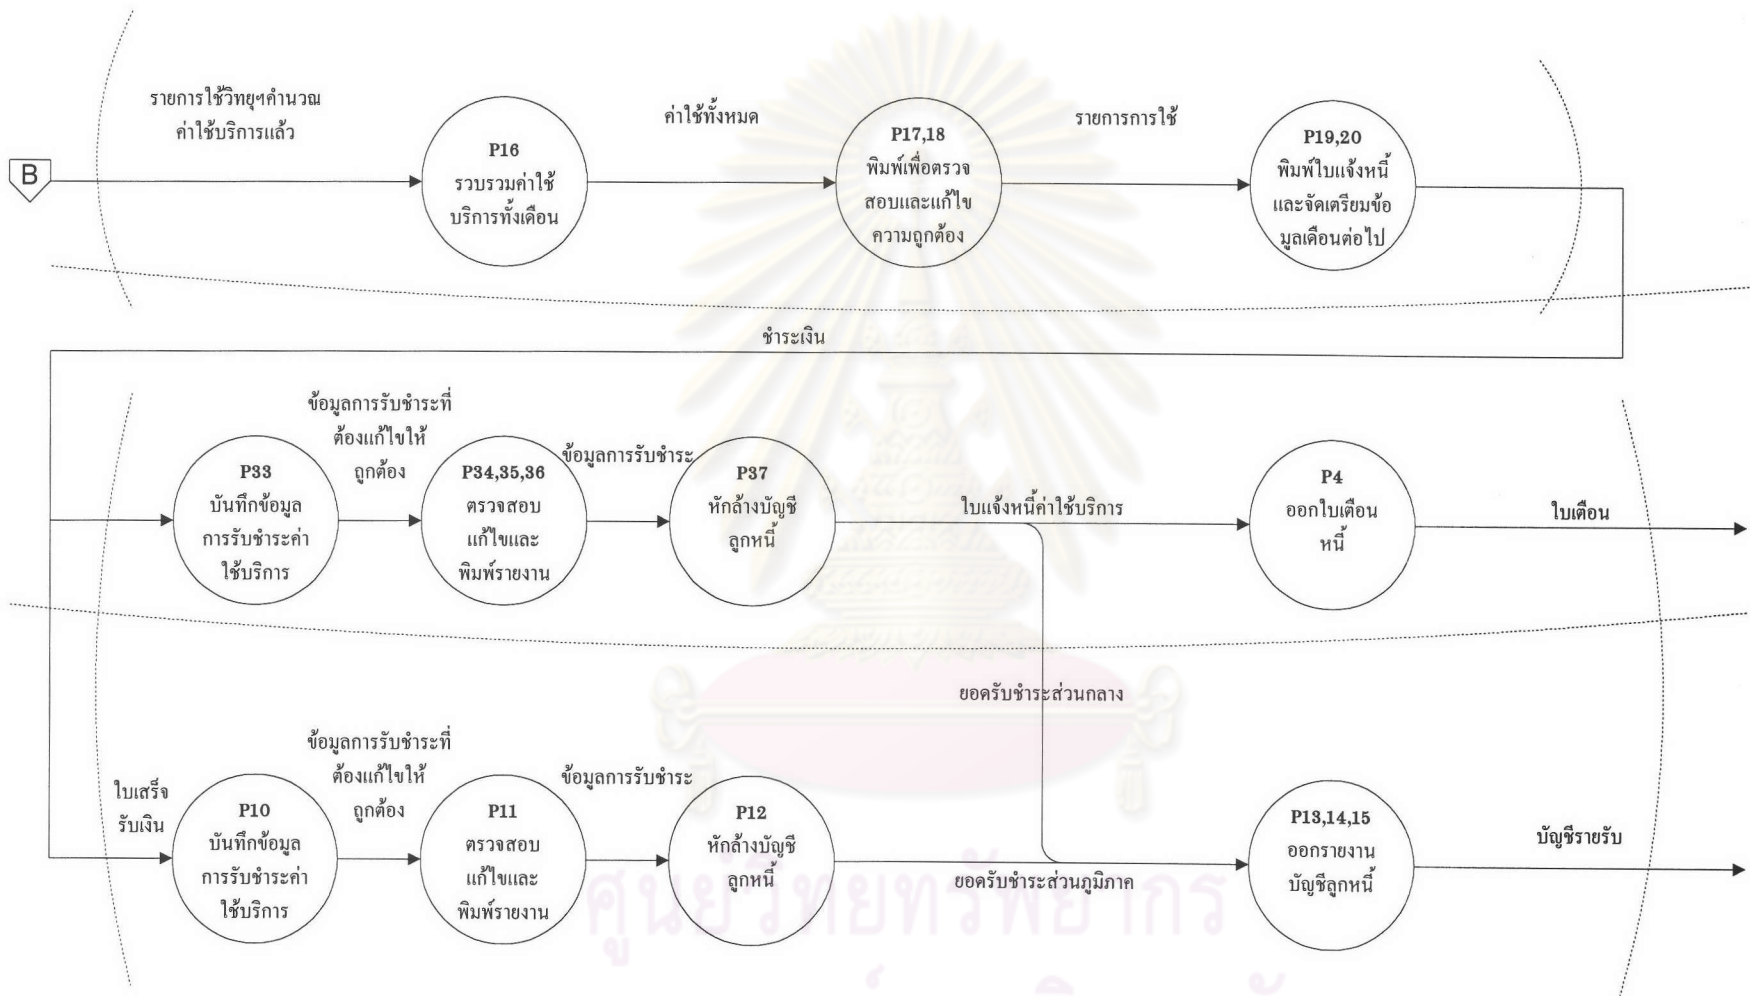 รายการใช้วิทยุฯคำนวณ
ค่าใช้บริการแล้ว
B
P16
รวบรวมค่าใช้
บริการทั้งเดือน
ค่าใช้ทั้งหมด
P17,18
พิมพ์เพื่อตรวจ
สอบและแก้ไข
ความถูกต้อง
รายการการใช้
P19,20
พิมพ์ใบแจ้งหนี้
และจัดเตรียมข้อ
มูลเดือนต่อไป
ชำระเงิน
P33
บันทึกข้อมูล
การรับชำระค่า
ใช้บริการ
ข้อมูลการรับชำระที่
ต้องแก้ไขให้
ถูกต้อง
P34,35,36
ตรวจสอบ
แก้ไขและ
พิมพ์รายงาน
ข้อมูลการรับชำระ
P37
หักล้างบัญชี
ลูกหนี้
ใบแจ้งหนี้ค่าใช้บริการ
P4
ออกใบเตือน
หนี้
ใบเตือน
ยอดรับชำระส่วนกลาง
ใบเสร็จ
รับเงิน
P10
บันทึกข้อมูล
การรับชำระค่า
ใช้บริการ
ข้อมูลการรับชำระที่
ต้องแก้ไขให้
ถูกต้อง
P11
ตรวจสอบ
แก้ไขและ
พิมพ์รายงาน
ข้อมูลการรับชำระ
P12
หักล้างบัญชี
ลูกหนี้
ยอดรับชำระส่วนภูมิภาค
P13,14,15
ออกรายงาน
บัญชีลูกหนี้
บัญชีรายรับ
ศูนย์วิทยทรัพยากร